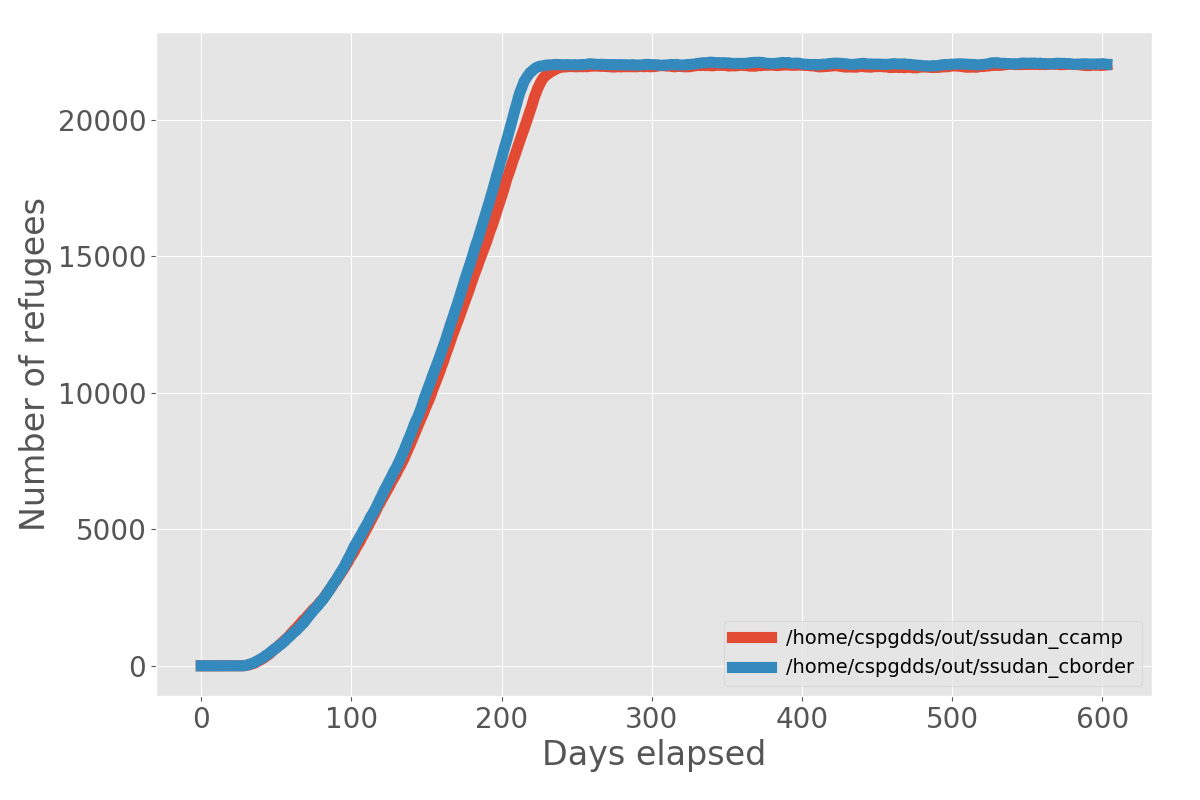 Number of refugees
20000
15000
10000
5000
0
0 100 200 300 400 500 600
Days elapsed
/home/cspgdds/out/ssudan_ccamp
/home/cspgdds/out/ssudan_cborder